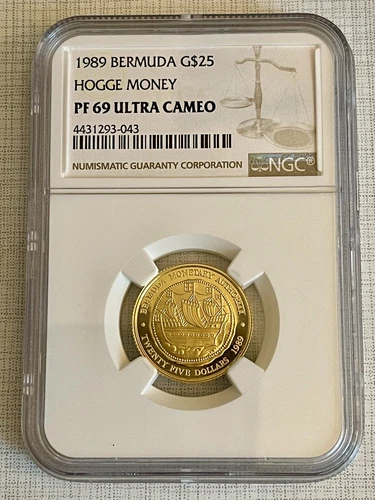 1989 BERMUDA G$25
HOGGE MONEY
PF 69 ULTRA CAMEO
4431293-043
NUMISMATIC GUARANTY CORPORATION
NGC®
BERMUDA MONETARY AUTHORITY
TWENTY FIVE DOLLARS 1989